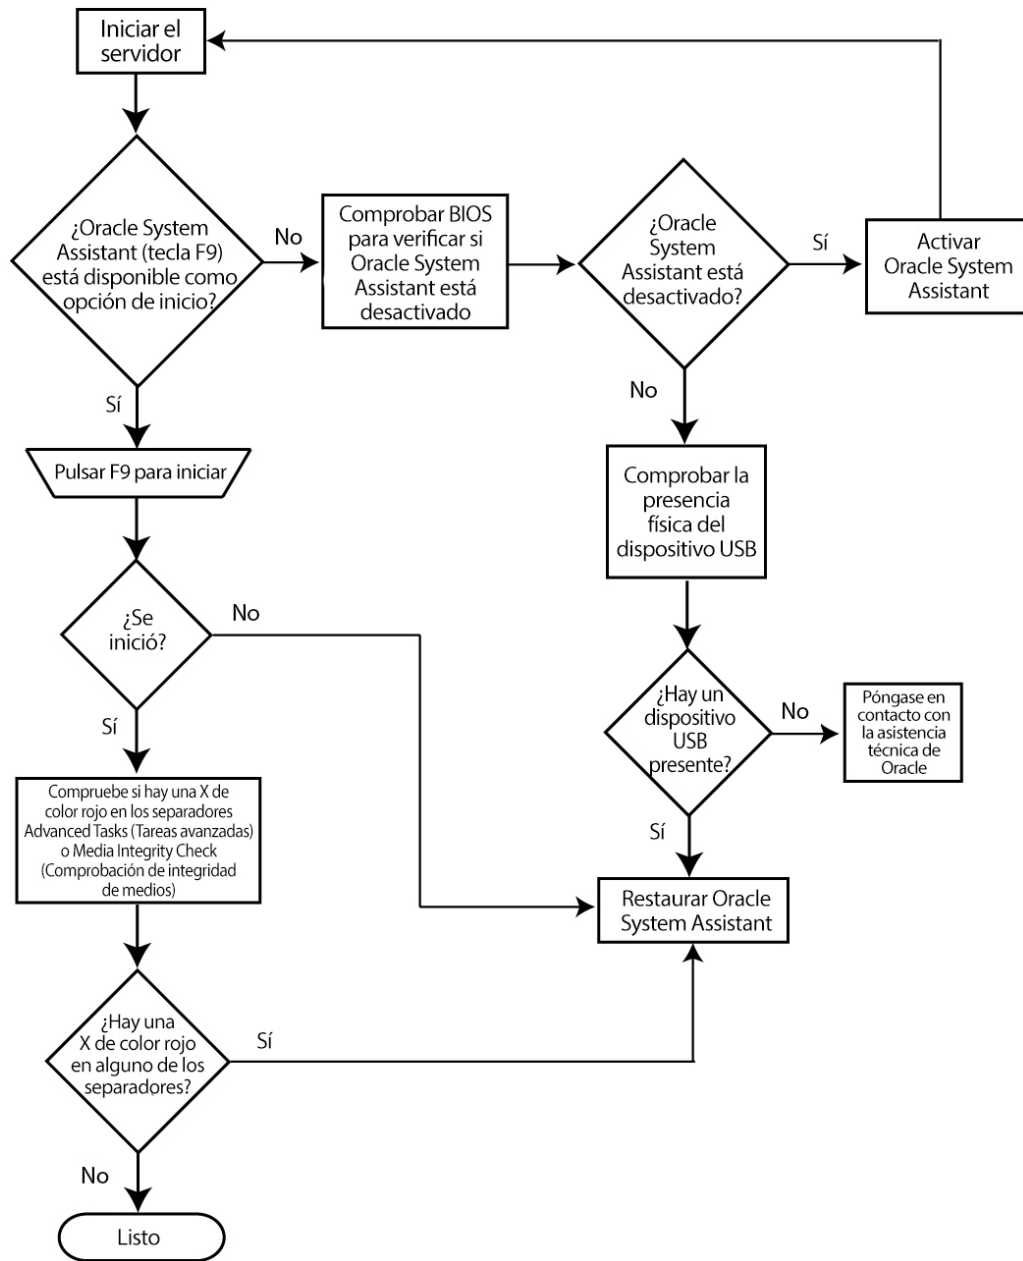 Iniciar el
servidor
¿Oracle System
Assistant (tecla F9)
está disponible como
opción de inicio?
No
Comprobar BIOS
para verificar si
Oracle System
Assistant está
desactivado
¿Oracle
System
Assistant está
desactivado?
Sí
Activar
Oracle System
Assistant
Sí
Pulsar F9 para iniciar
No
Comprobar la
presencia
física del
dispositivo USB
¿Se
inició?
No
¿Hay un
dispositivo
USB
presente?
No
Póngase en
contacto con
la asistencia
técnica de
Oracle
Sí
Compruebe si hay una X de
color rojo en los separadores
Advanced Tasks (Tareas avanzadas)
o Media Integrity Check
(Comprobación de integridad
de medios)
Sí
Restaurar Oracle
System Assistant
¿Hay una
X de color rojo
en alguno de los
separadores?
Sí
No
Listo